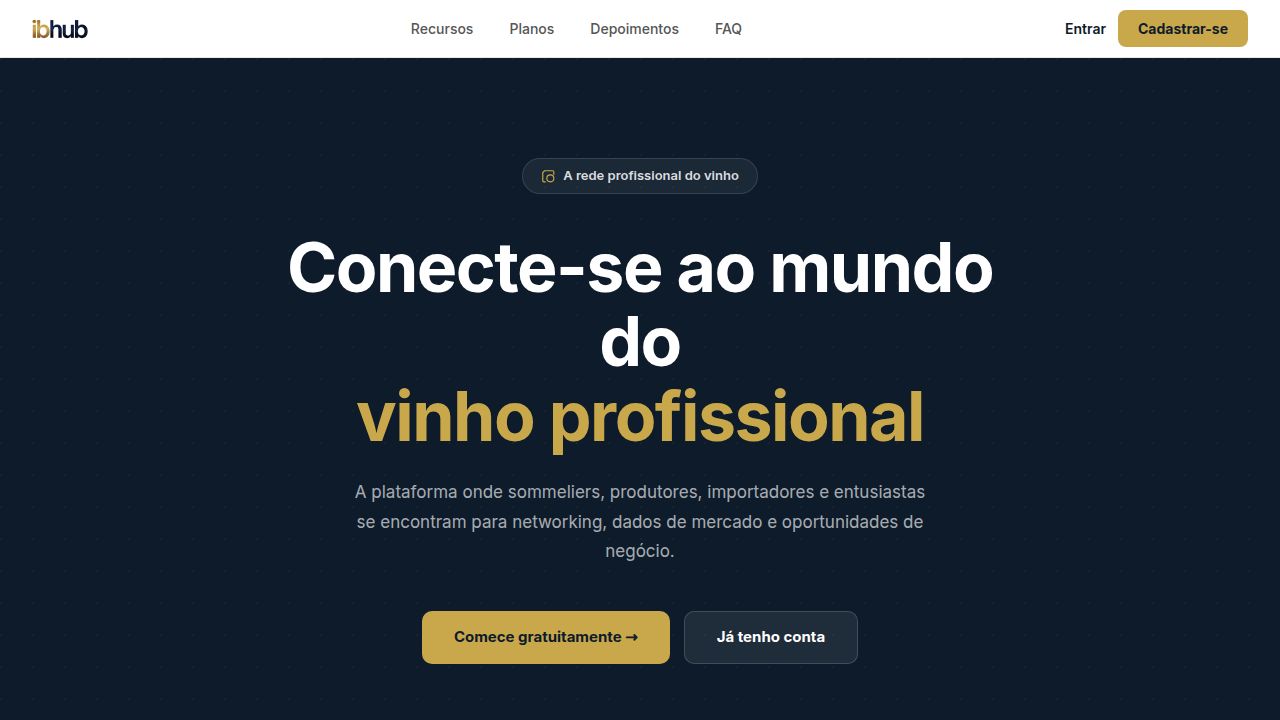 ibhub
Recursos
Planos
Depoimentos
FAQ
Entrar
Cadastrar-se
A rede profissional do vinho
Conecte-se ao mundo
do
vinho profissional
A plataforma onde sommeliers, produtores, importadores e entusiastas
se encontram para networking, dados de mercado e oportunidades de
negócio.
Comece gratuitamente →
Já tenho conta